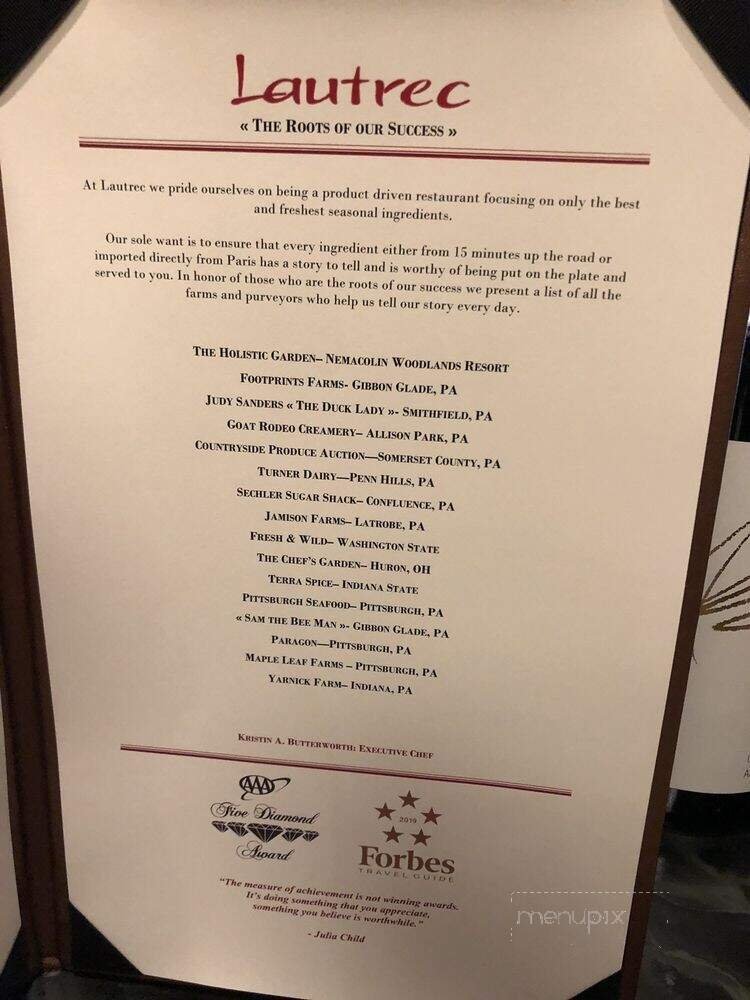 Lautrec
« The Roots of our Success »
At Lautrec we pride ourselves on being a product driven restaurant focusing on only the best
and freshest seasonal ingredients.
Our sole want is to ensure that every ingredient either from 15 minutes up the road or
imported directly from Paris has a story to tell and is worthy of being put on the plate and
served to you. In honor of those who are the roots of our success we present a list of all the
farms and purveyors who help us tell our story every day.
The Holistic Garden– Nemacolin Woodlands Resort
Footprints Farms- Gibbon Glade, PA
Judy Sanders « The Duck Lady »- Smithfield, PA
Goat Rodeo Creamery– Allison Park, PA
Countryside Produce Auction—Somerset County, PA
Turner Dairy—Penn Hills, PA
Sechler Sugar Shack– Confluence, PA
Jamison Farms– Latrobe, PA
Fresh & Wild– Washington State
The Chef's Garden– Huron, OH
Terra Spice– Indiana State
Pittsburgh Seafood– Pittsburgh, PA
« Sam the Bee Man »- Gibbon Glade, PA
Paragon—Pittsburgh, PA
Maple Leaf Farms – Pittsburgh, PA
Yarnick Farm– Indiana, PA
Kristin A. Butterworth: Executive Chef
AAA
Five Diamond
Award
2019
Forbes
TRAVEL GUIDE
"The measure of achievement is not winning awards.
It's doing something that you appreciate,
something you believe is worthwhile."
- Julia Child
menupix